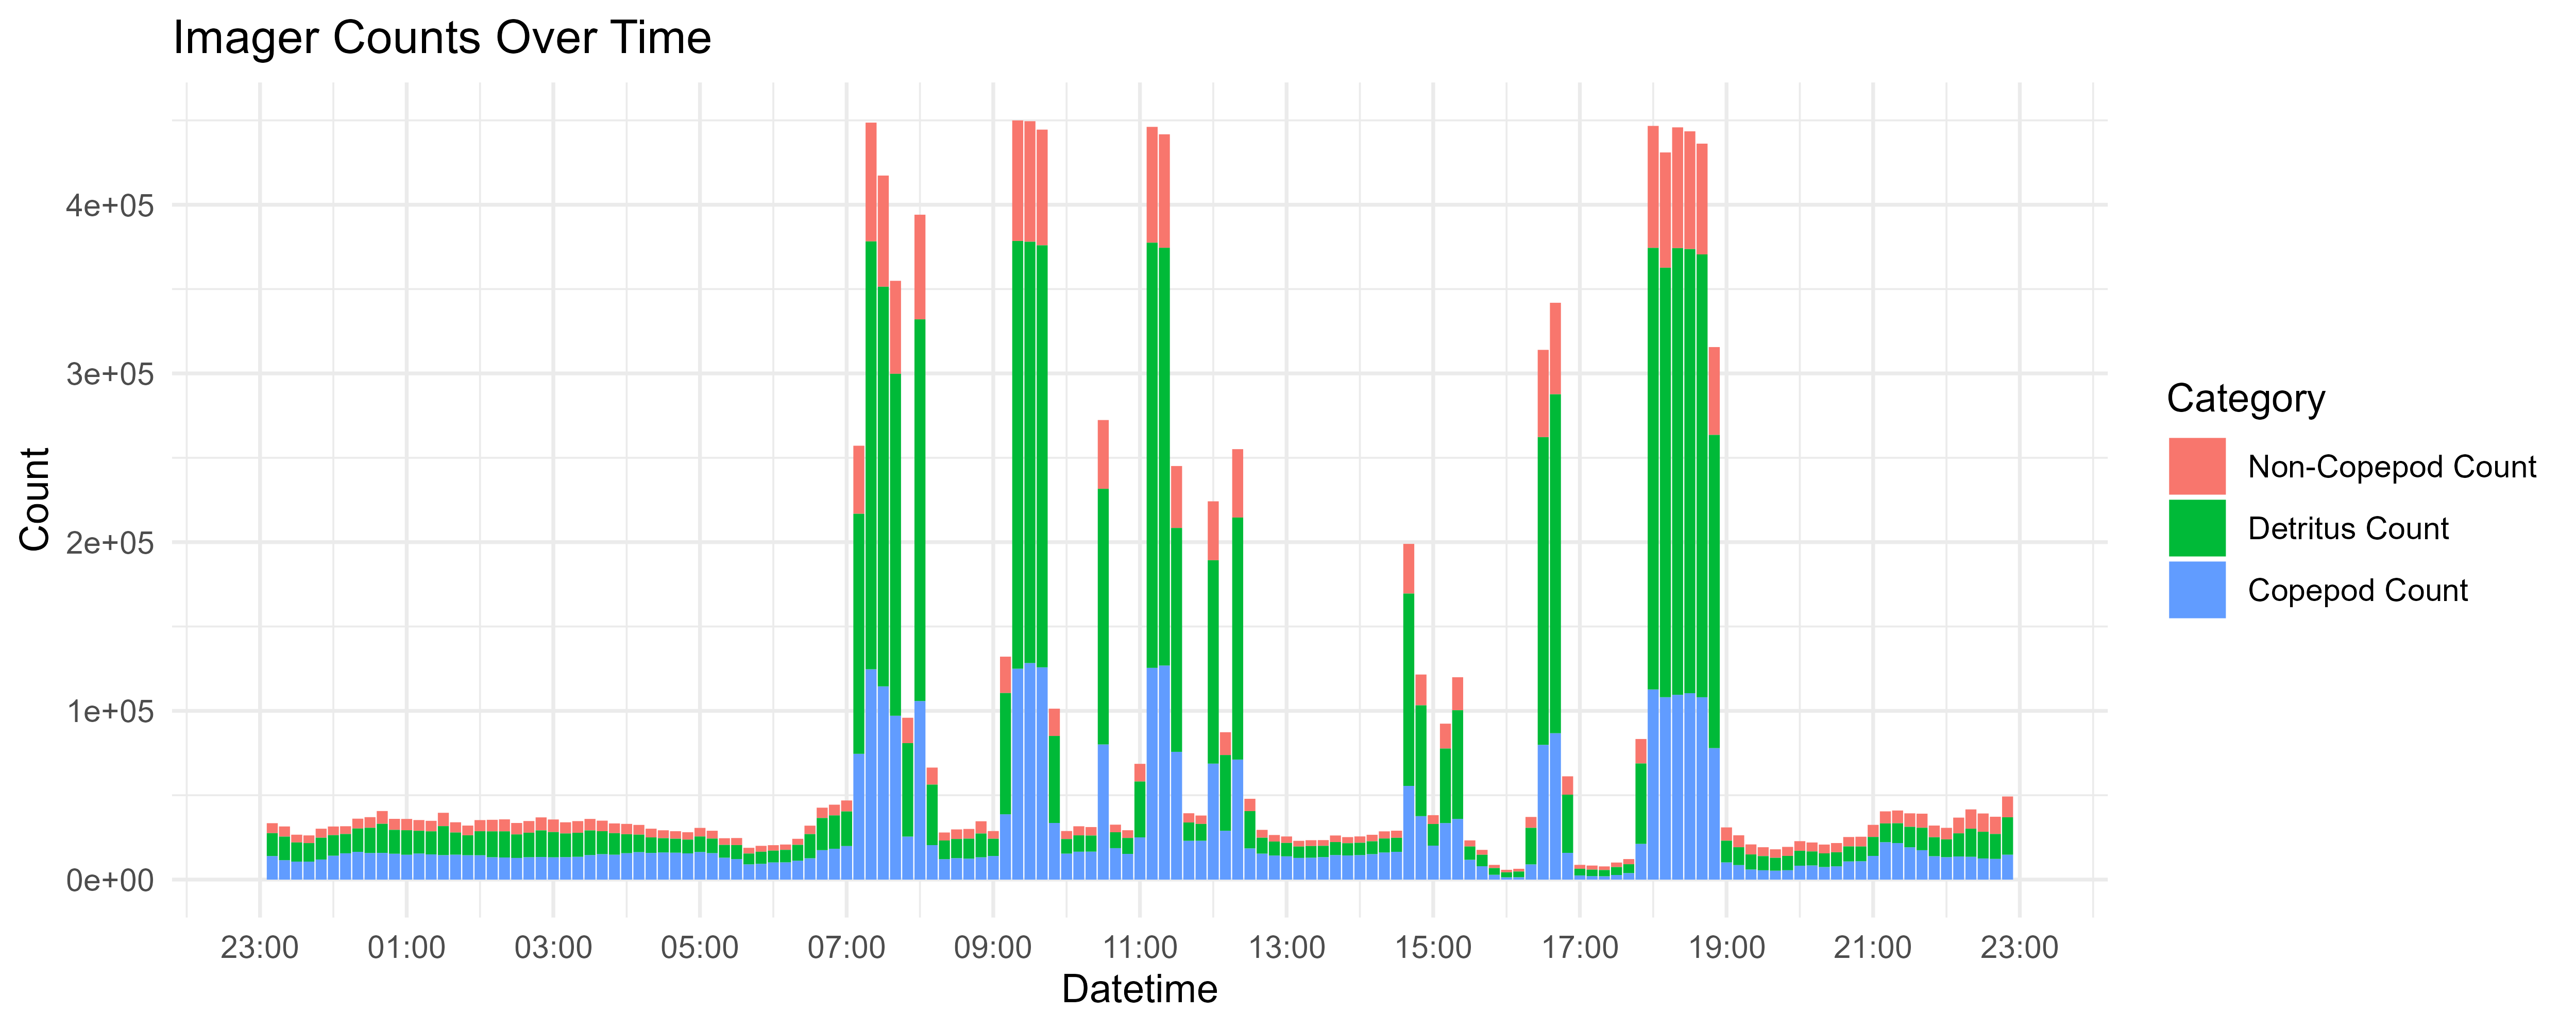 Imager Counts Over Time
Count
4e+05
3e+05
2e+05
1e+05
0e+00
23:00 01:00 03:00 05:00 07:00 09:00 11:00 13:00 15:00 17:00 19:00 21:00 23:00
Datetime
Category
Non-Copepod Count
Detritus Count
Copepod Count